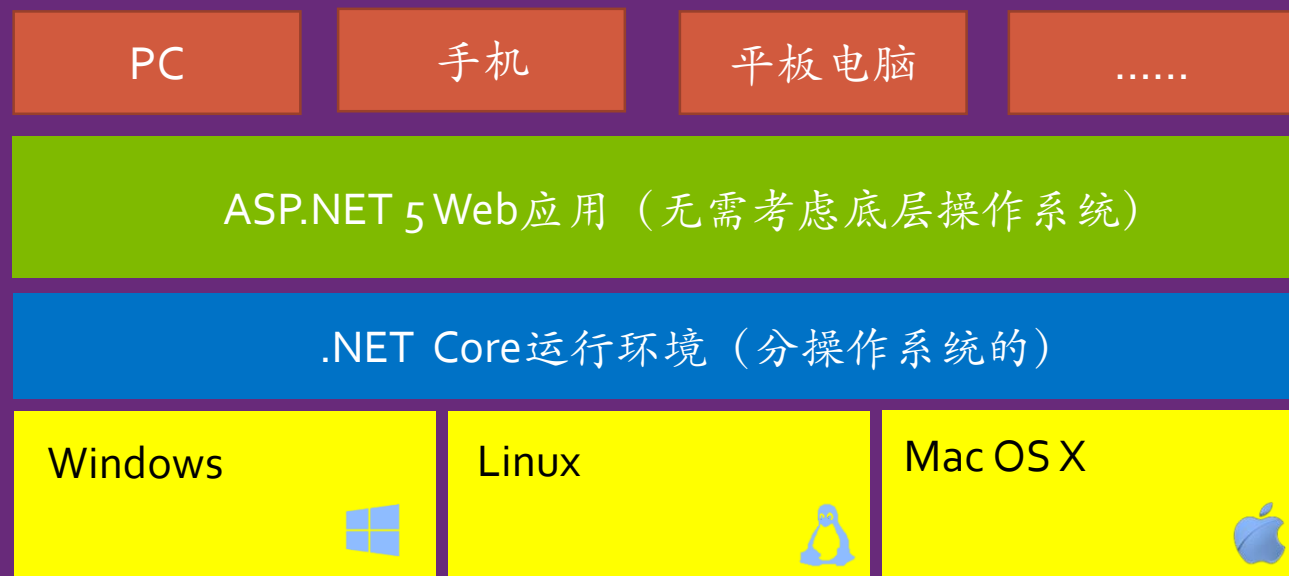 PC
手机
平板电脑
......
ASP.NET 5 Web应用（无需考虑底层操作系统）
.NET Core运行环境（分操作系统的）
Windows
Linux
Mac OS X